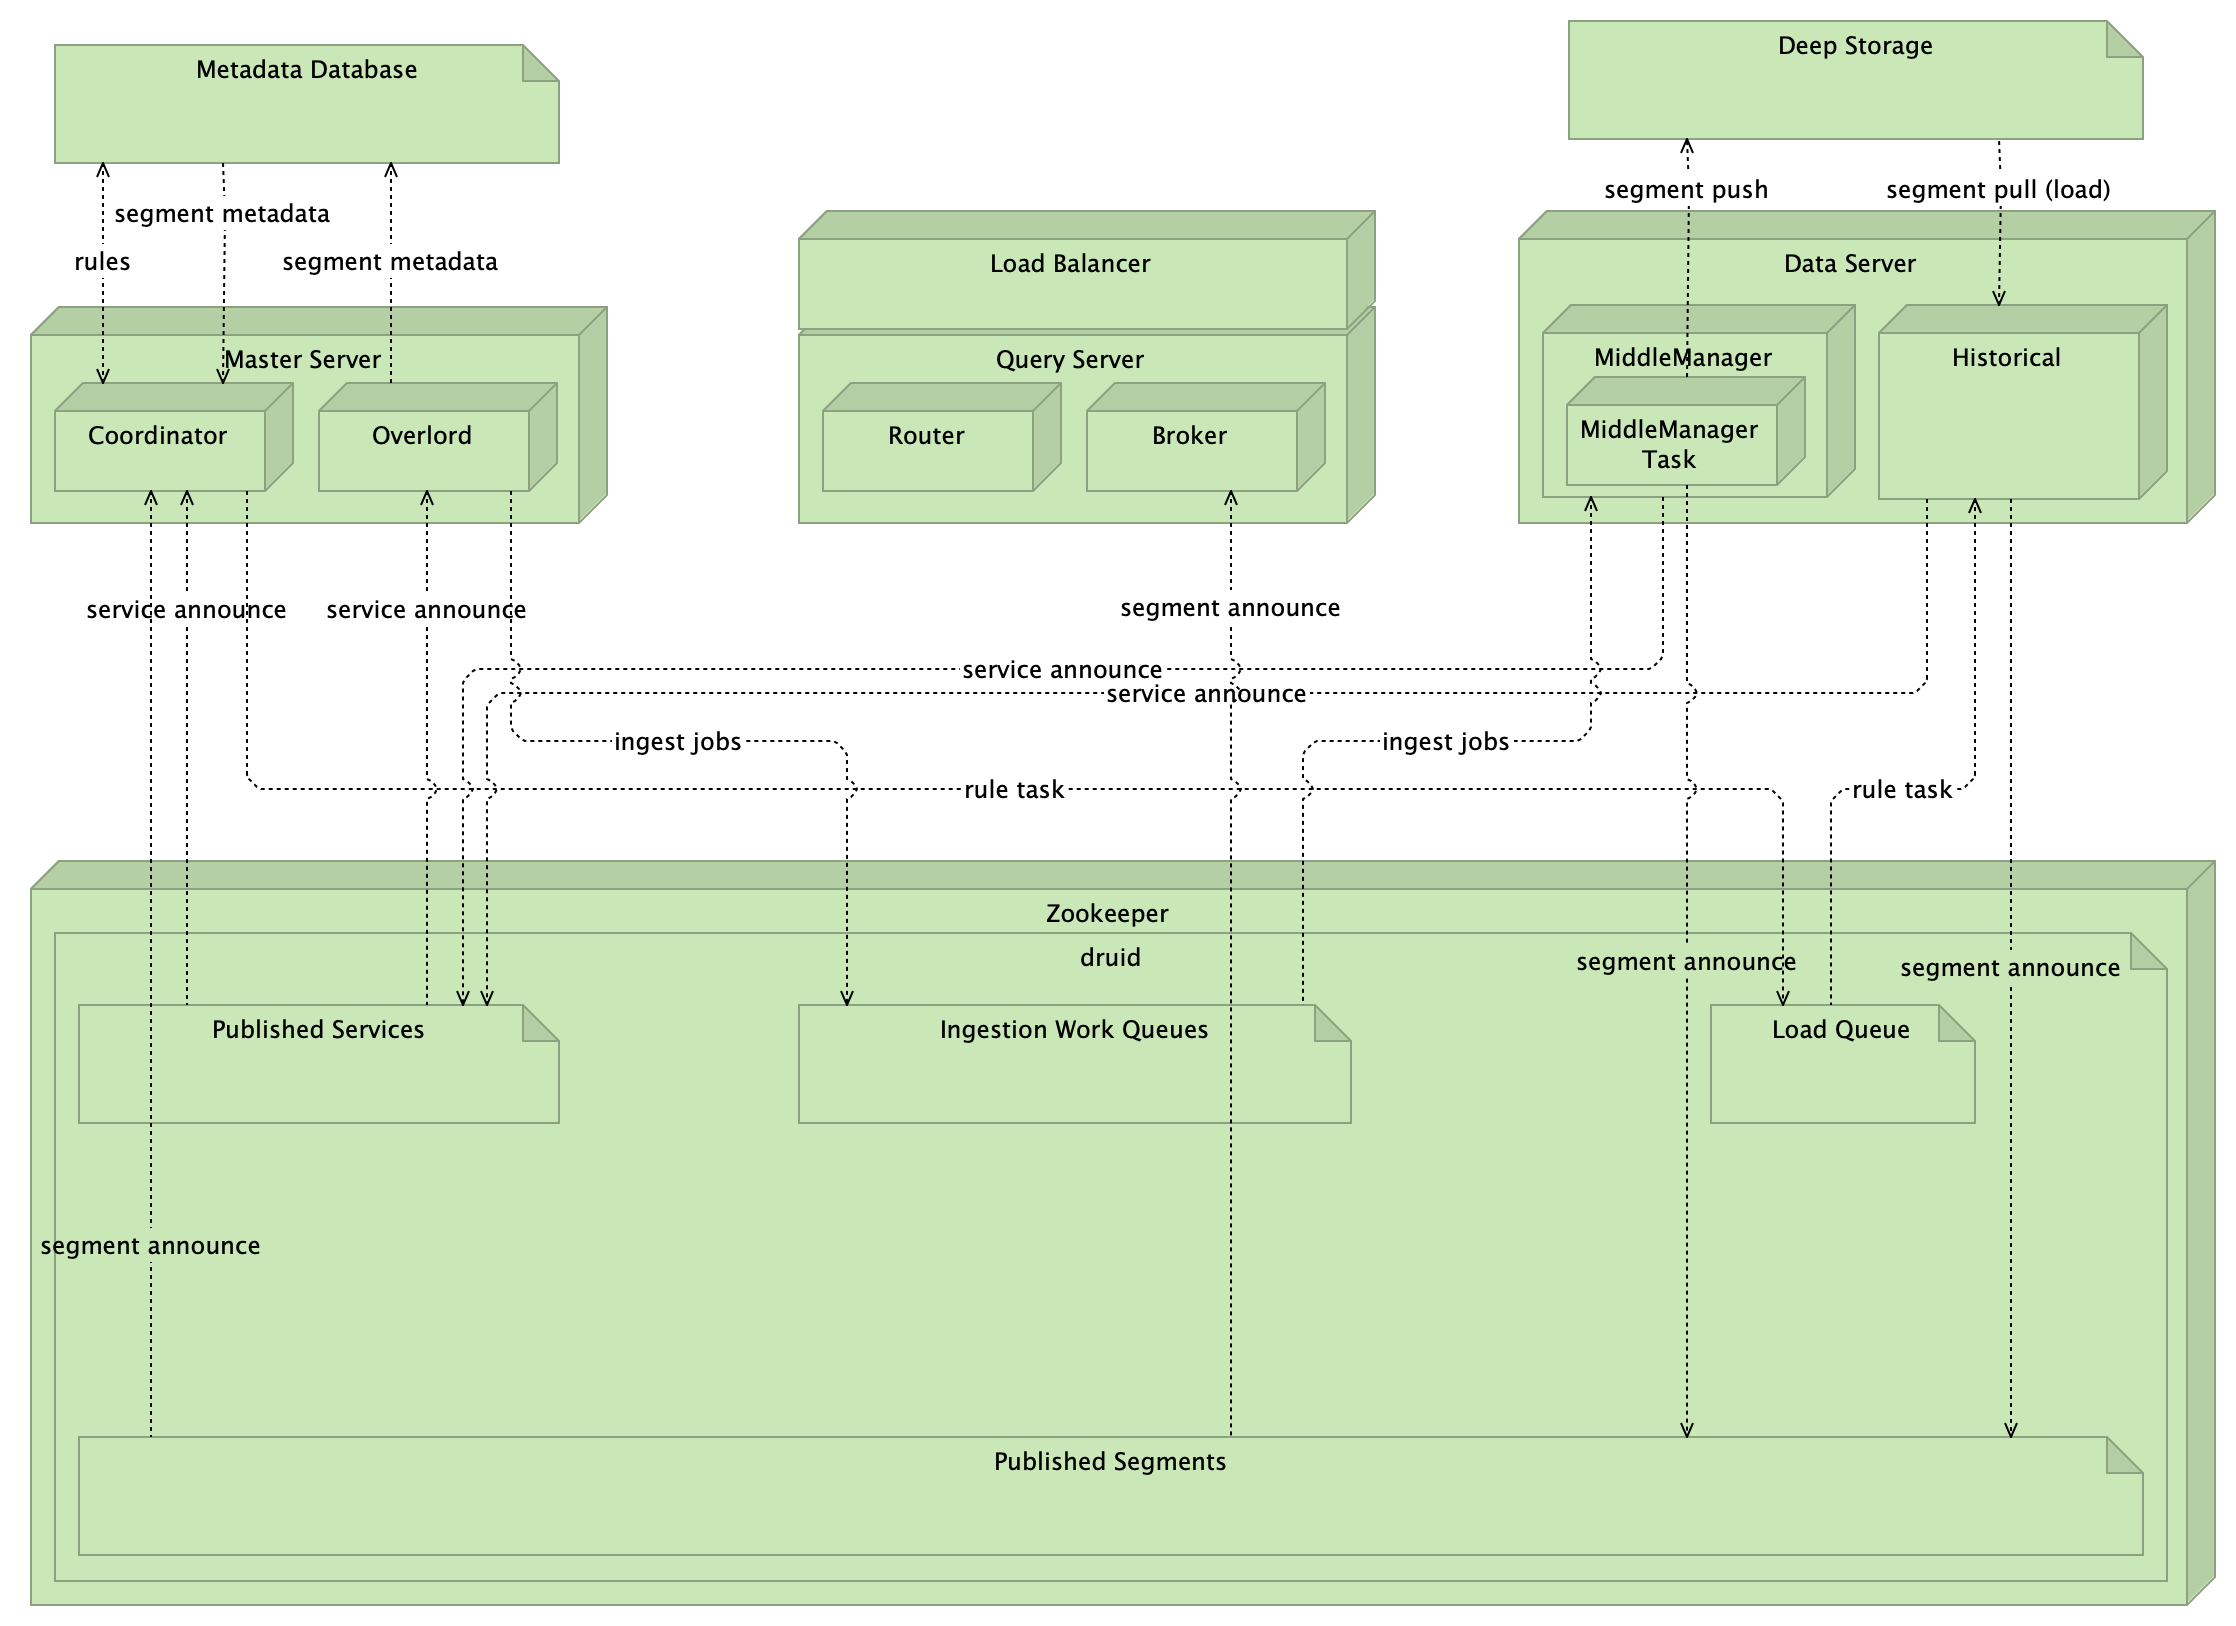 Deep Storage
Metadata Database
segment push
segment pull (load)
segment metadata
rules
segment metadata
Load Balancer
Data Server
Master Server
Query Server
MiddleManager
Historical
Coordinator
Overlord
Router
Broker
MiddleManager
Task
service announce
service announce
segment announce
service announce
service announce
ingest jobs
ingest jobs
rule task
rule task
Zookeeper
druid
segment announce
segment announce
Published Services
Ingestion Work Queues
Load Queue
segment announce
Published Segments